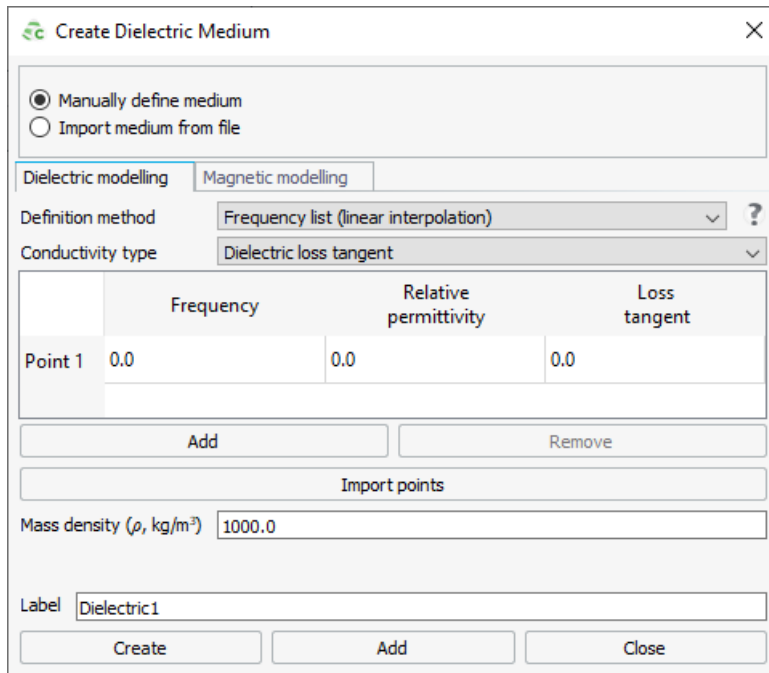 Create Dielectric Medium
Manually define medium
Import medium from file
Dielectric modelling Magnetic modelling
Definition method Frequency list (linear interpolation) ?
Conductivity type Dielectric loss tangent
Frequency Relative permittivity Loss tangent
Point 1 0.0 0.0 0.0
Add Remove
Import points
Mass density (ρ, kg/m³) 1000.0
Label Dielectric1
Create Add Close